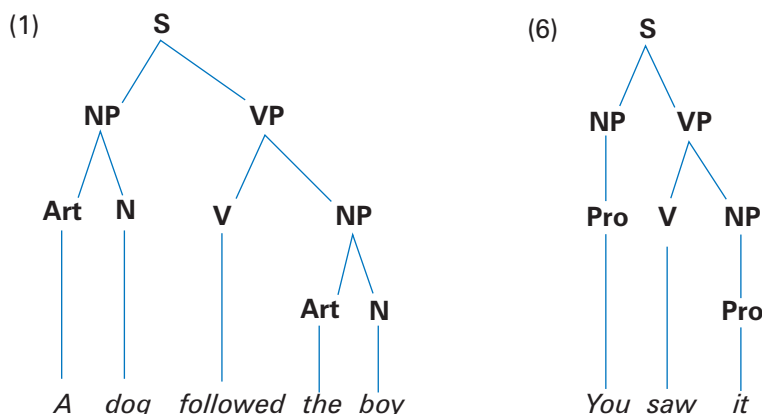 (1) S
NP VP
Art N V NP
Art N
A dog followed the boy
(6) S
NP VP
Pro V NP
Pro
You saw it